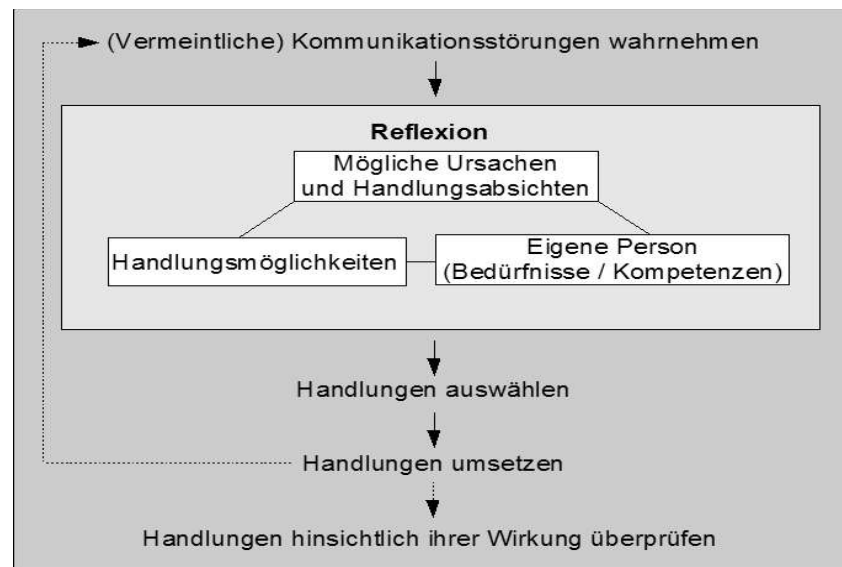 (Vermeintliche) Kommunikationsstörungen wahrnehmen
Reflexion
Mögliche Ursachen
und Handlungsabsichten
Handlungsmöglichkeiten
Eigene Person
(Bedürfnisse / Kompetenzen)
Handlungen auswählen
Handlungen umsetzen
Handlungen hinsichtlich ihrer Wirkung überprüfen